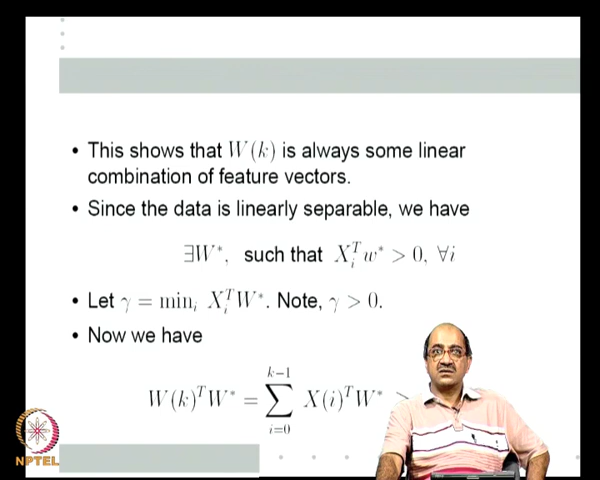 • This shows that W(k) is always some linear
combination of feature vectors.
• Since the data is linearly separable, we have
∃W*, such that X_i^T w* > 0, ∀i
• Let γ = min_i X_i^T W*. Note, γ > 0.
• Now we have
W(k)^T W* = \sum_{i=0}^{k-1} X(i)^T W*
NPTEL